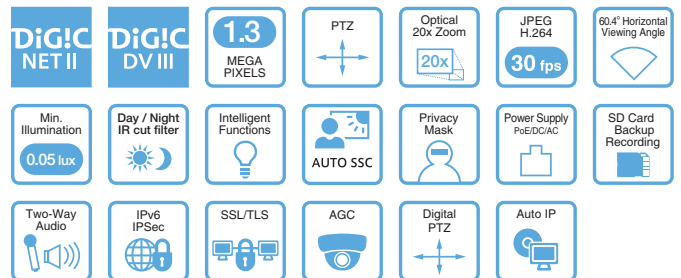 DiG!C
NET II
DiG!C
DV III
1.3
MEGA
PIXELS
PTZ
Optical
20x Zoom
20x
JPEG
H.264
30 fps
60.4° Horizontal
Viewing Angle
Min.
Illumination
0.05 lux
Day / Night
IR cut filter
Intelligent
Functions
AUTO SSC
Privacy
Mask
Power Supply
PoE/DC/AC
SD Card
Backup
Recording
Two-Way
Audio
IPv6
IPSec
SSL/TLS
AGC
Digital
PTZ
Auto IP